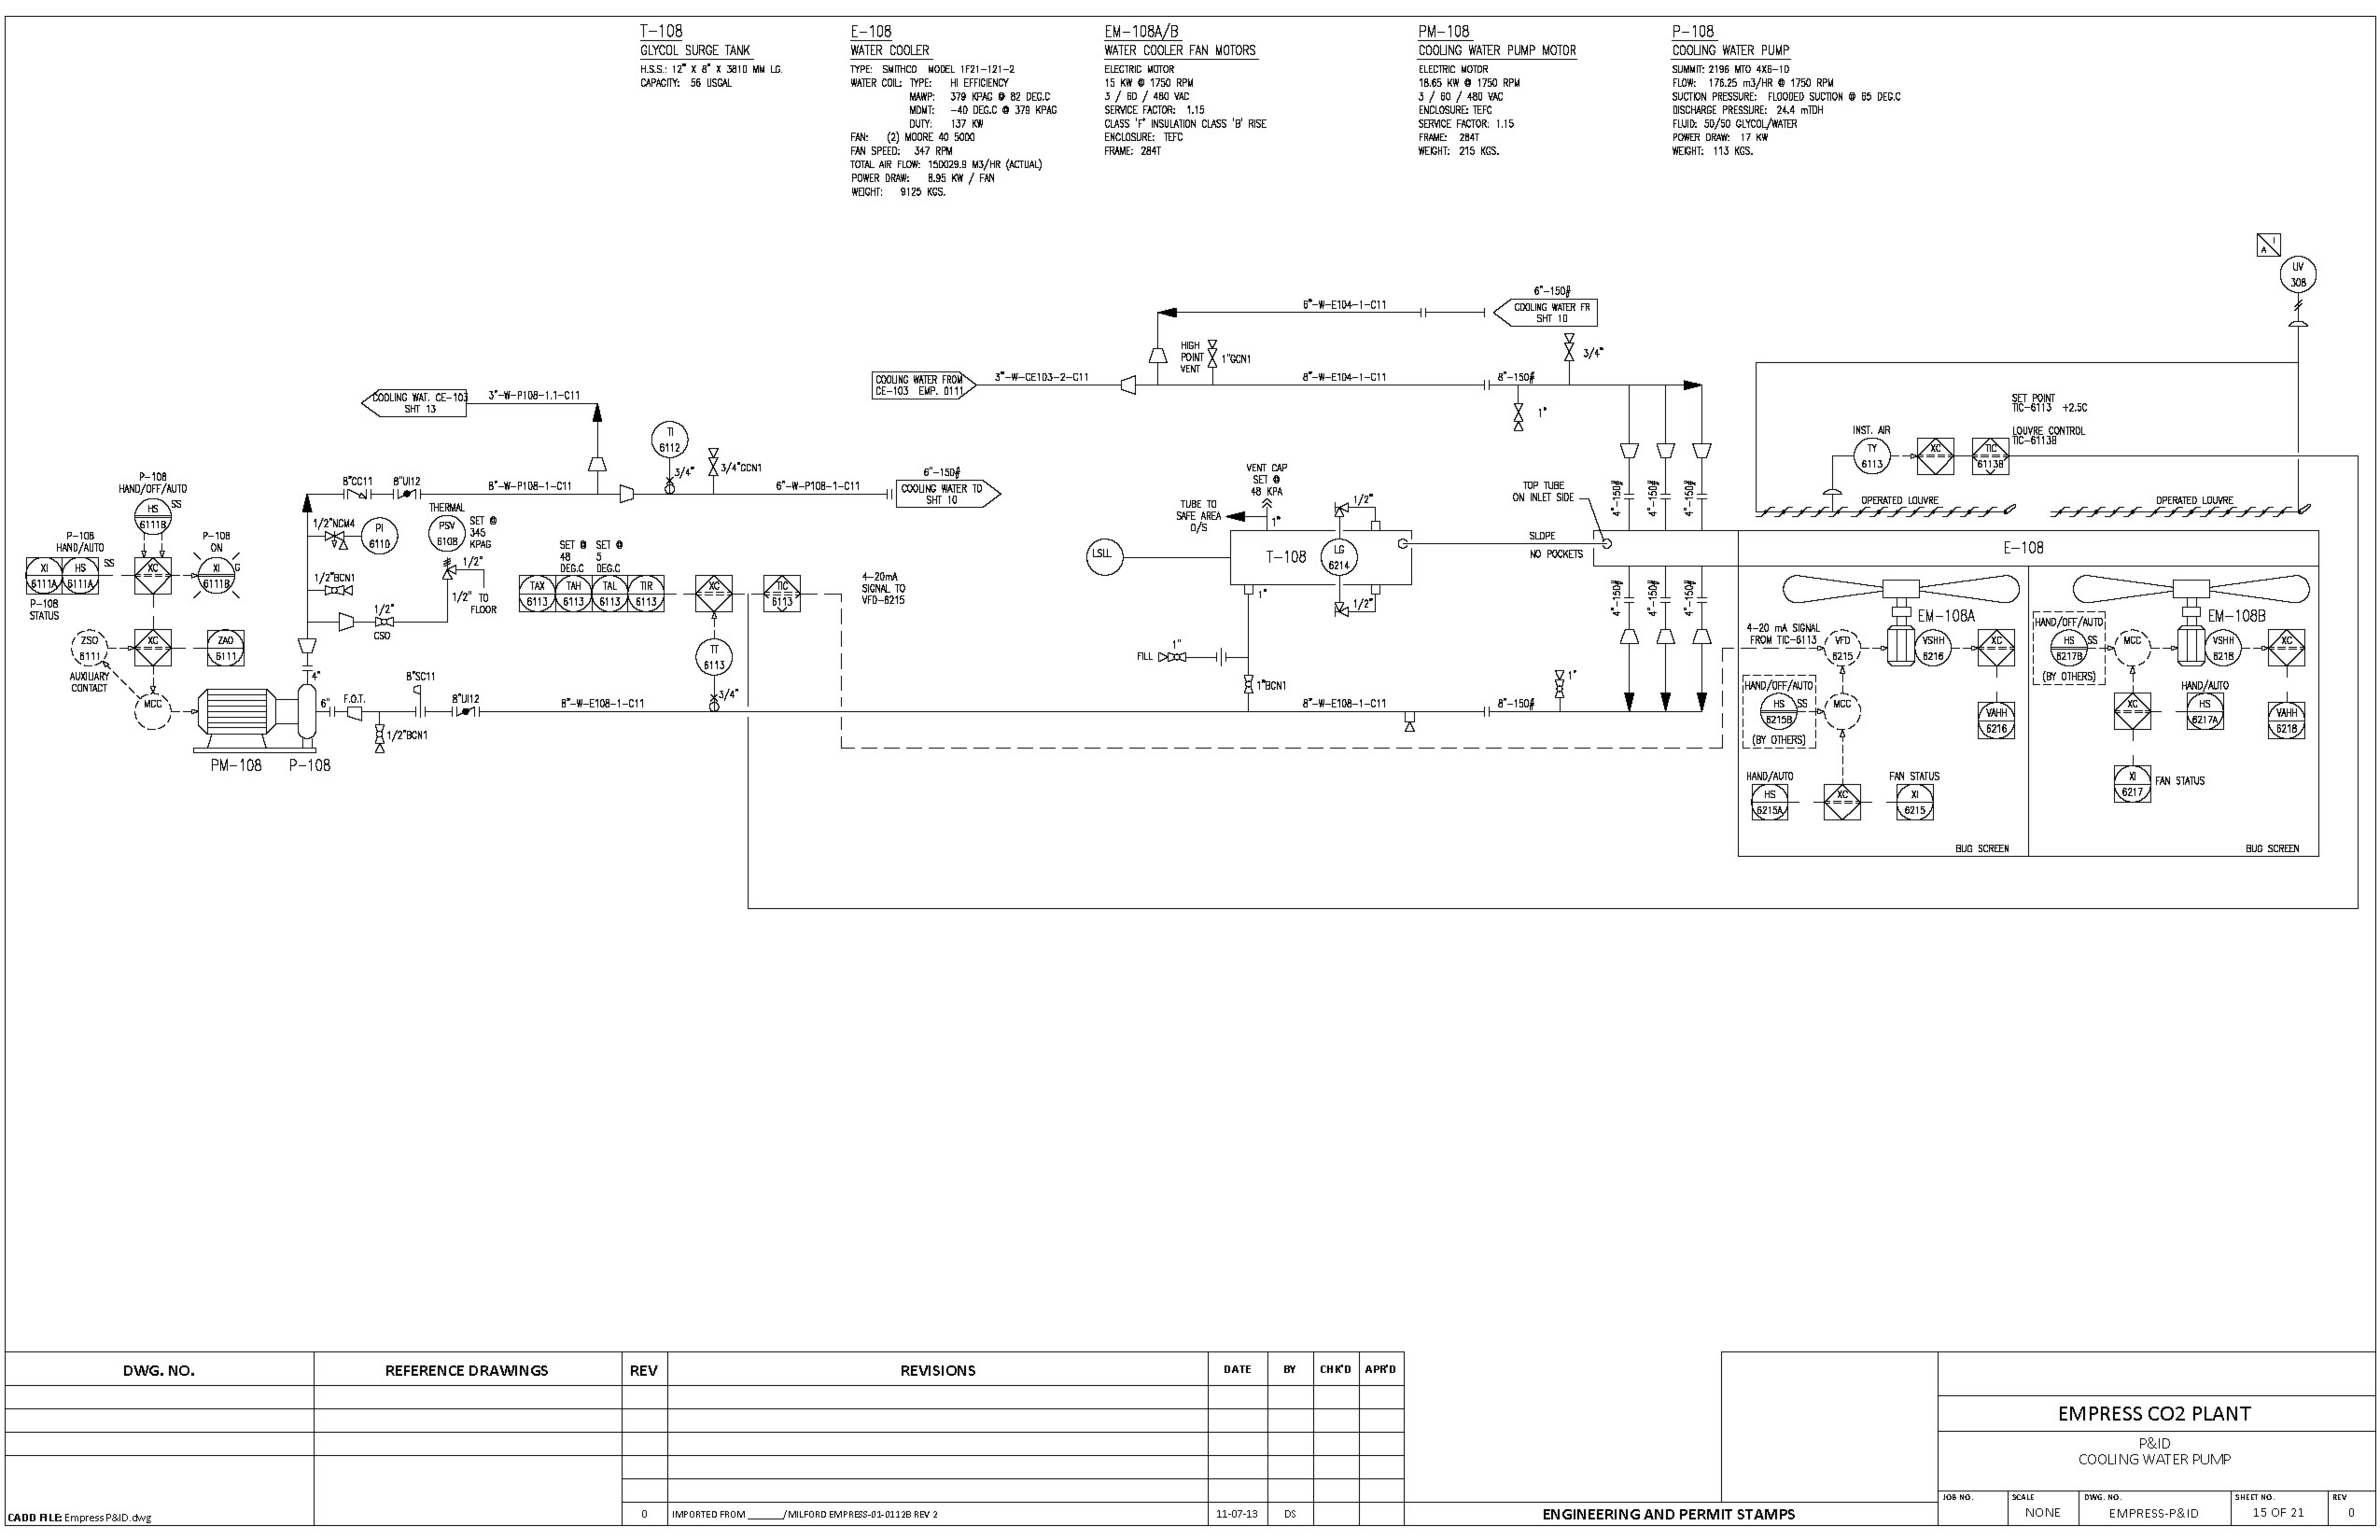 T-108
GLYCOL SURGE TANK
H.S.S.: 12" X 8" X 3810 MM LG.
CAPACITY: 56 USGAL
E-108
WATER COOLER
TYPE: SMITHCO MODEL 1F21-121-2
WATER COIL: TYPE: HI EFFICIENCY
MAWP: 379 KPAG @ 82 DEG.C
MDMT: -40 DEG.C @ 379 KPAG
DUTY: 137 KW
FAN: (2) MOORE 40 5000
FAN SPEED: 347 RPM
TOTAL AIR FLOW: 150029.9 M3/HR (ACTUAL)
POWER DRAW: 8.95 KW / FAN
WEIGHT: 9125 KGS.
EM-108A/B
WATER COOLER FAN MOTORS
ELECTRIC MOTOR
15 KW @ 1750 RPM
3 / 60 / 460 VAC
SERVICE FACTOR: 1.15
CLASS 'F' INSULATION CLASS 'B' RISE
ENCLOSURE: TEFC
FRAME: 284T
PM-108
COOLING WATER PUMP MOTOR
ELECTRIC MOTOR
18.65 KW @ 1750 RPM
3 / 60 / 480 VAC
ENCLOSURE: TEFC
SERVICE FACTOR: 1.15
FRAME: 284T
WEIGHT: 215 KGS.
P-108
COOLING WATER PUMP
SUMMIT: 2196 MTO 4X6-1D
FLOW: 176.25 m3/HR @ 1750 RPM
SUCTION PRESSURE: FLOODED SUCTION @ 65 DEG.C
DISCHARGE PRESSURE: 24.4 mTDH
FLUID: 50/50 GLYCOL/WATER
POWER DRAW: 17 KW
WEIGHT: 113 KGS.
I
A
UV
308
6"-W-E104-1-C11
6"-150#
COOLING WATER FR
SHT 10
HIGH
POINT
VENT
1"GCN1
3/4"
COOLING WATER FROM
CE-103 EMP. 0111
3"-W-CE103-2-C11
8"-W-E104-1-C11
8"-150#
1"
COOLING WAT. CE-103
SHT 13
3"-W-P108-1.1-C11
TI
6112
3/4"
3/4"GCN1
6"-W-P108-1-C11
6"-150#
COOLING WATER TO
SHT 10
8"CC11
8"UI12
8"-W-P108-1-C11
SET POINT
TIC-6113 +2.5C
LOUVRE CONTROL
TIC-6113B
INST. AIR
TY
6113
XC
TIC
6113B
OPERATED LOUVRE
OPERATED LOUVRE
P-108
HAND/OFF/AUTO
HS
6111B
SS
P-108
HAND/AUTO
XI
6111A
HS
6111A
SS
XC
P-108
ON
XI
6111B
G
P-108
STATUS
1/2"NCM4
PI
6110
THERMAL
PSV
6108
SET @
345
KPAG
1/2"BCN1
1/2"
1/2" TO
FLOOR
1/2"
CSO
SET @
48
DEG.C
SET @
5
DEG.C
TAX
6113
TAH
6113
TAL
6113
TIR
6113
XC
TIC
6113
4-20mA
SIGNAL TO
VFD-6215
TT
6113
3/4"
ZSO
6111
XC
ZAO
6111
AUXILIARY
CONTACT
MCC
4"
6"
F.O.T.
8"SC11
8"UI12
1/2"BCN1
PM-108
P-108
8"-W-E108-1-C11
VENT CAP
SET @
48 KPA
TUBE TO
SAFE AREA
O/S
1"
LSLL
T-108
LG
6214
1/2"
1/2"
1"
1"
FILL
1"BCN1
TOP TUBE
ON INLET SIDE
SLOPE
NO POCKETS
4"-150#
4"-150#
4"-150#
4"-150#
4"-150#
4"-150#
8"-W-E108-1-C11
8"-150#
1"
E-108
EM-108A
4-20 mA SIGNAL
FROM TIC-6113
VFD
6215
VSHH
6216
XC
VAHH
6216
HAND/OFF/AUTO
HS
6215B
SS
(BY OTHERS)
MCC
HAND/AUTO
HS
6215A
XC
FAN STATUS
XI
6215
BUG SCREEN
EM-108B
HAND/OFF/AUTO
HS
6217B
SS
(BY OTHERS)
MCC
VSHH
6218
XC
VAHH
6218
HAND/AUTO
HS
6217A
XC
XI
6217
FAN STATUS
BUG SCREEN
DWG. NO.
REFERENCE DRAWINGS
REV
REVISIONS
DATE
BY
CHK'D
APR'D
0
IMPORTED FROM ______/MILFORD EMPRESS-01-0112B REV 2
11-07-13
DS
CADD FILE: Empress P&ID.dwg
ENGINEERING AND PERMIT STAMPS
EMPRESS CO2 PLANT
P&ID
COOLING WATER PUMP
JOB NO.
SCALE
NONE
DWG. NO.
EMPRESS-P&ID
SHEET NO.
15 OF 21
REV
0